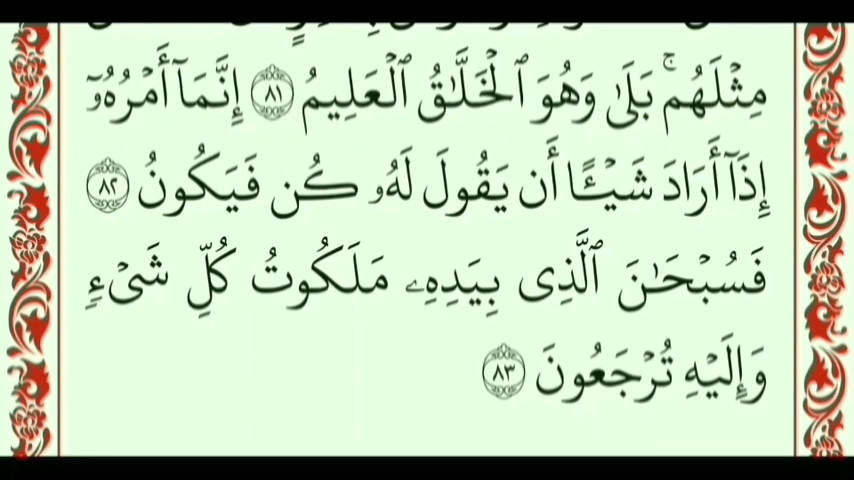 مِثْلَهُم ۚ بَلَىٰ وَهُوَ ٱلْخَلَّـٰقُ ٱلْعَلِيمُ ٨١ إِنَّمَآ أَمْرُهُۥٓ
إِذَآ أَرَادَ شَيْـًٔا أَن يَقُولَ لَهُۥ كُن فَيَكُونُ ٨٢
فَسُبْحَـٰنَ ٱلَّذِى بِيَدِهِۦ مَلَكُوتُ كُلِّ شَىْءٍ
وَإِلَيْهِ تُرْجَعُونَ ٨٣